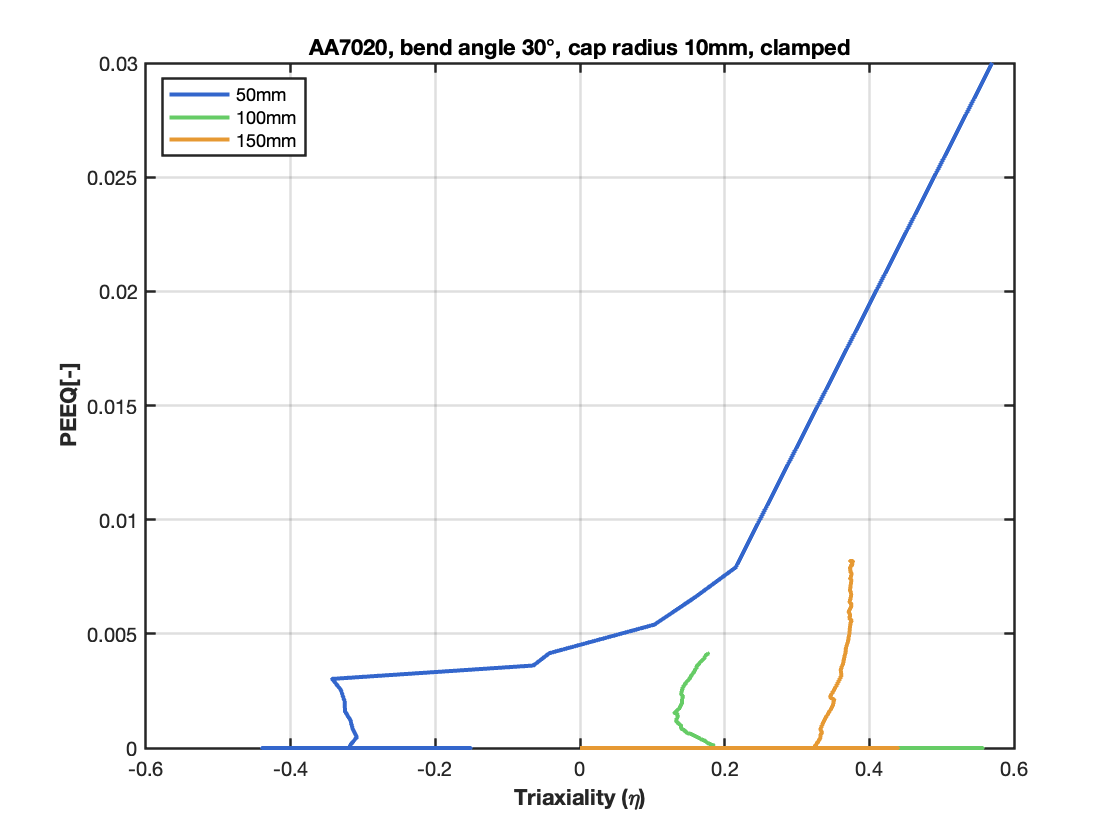 AA7020, bend angle 30°, cap radius 10mm, clamped
50mm
100mm
150mm
0.03
0.025
0.02
0.015
0.01
0.005
0
PEEQ[-]
-0.6
-0.4
-0.2
0
0.2
0.4
0.6
Triaxiality (η)